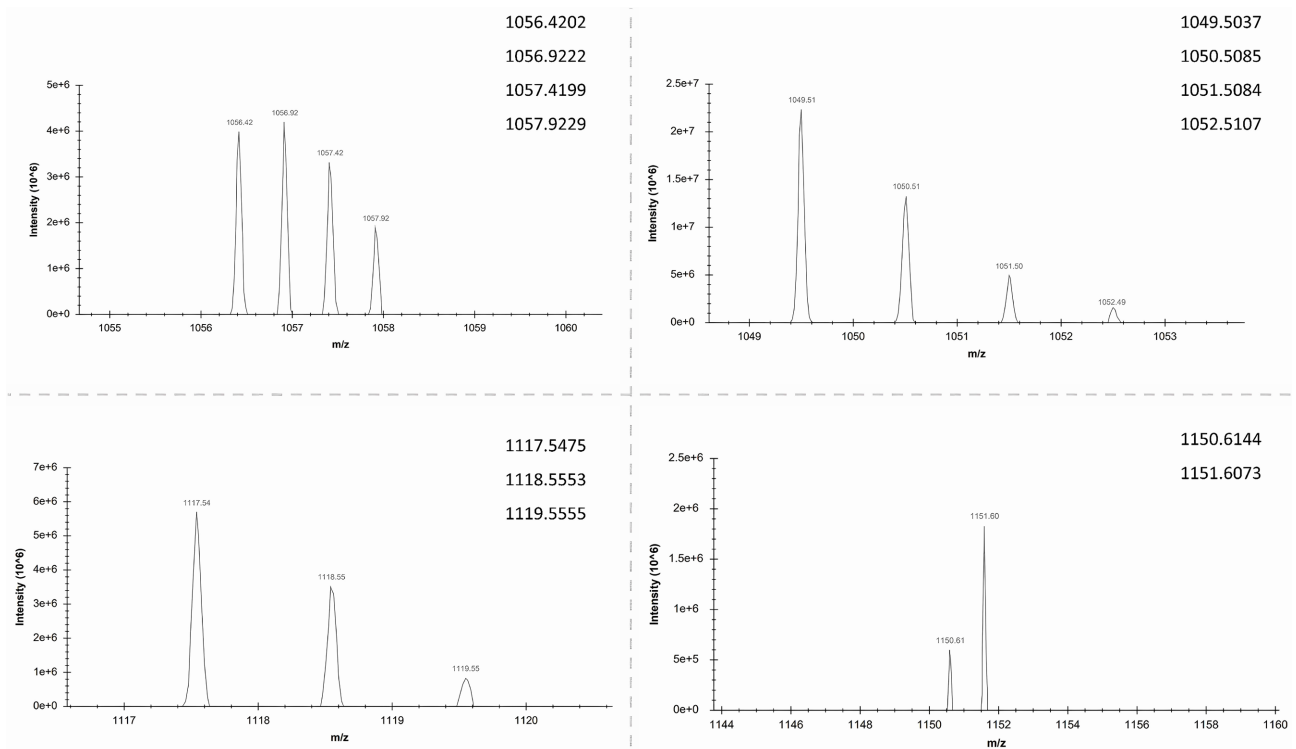 1056.4202
1056.9222
1057.4199
1057.9229
5e+6
4e+6
3e+6
2e+6
1e+6
0e+0
Intensity (10^6)
1056.42
1056.92
1057.42
1057.92
1055
1056
1057
1058
1059
1060
m/z
1049.5037
1050.5085
1051.5084
1052.5107
2.5e+7
2e+7
1.5e+7
1e+7
5e+6
0e+0
Intensity (10^6)
1049.51
1050.51
1051.50
1052.49
1049
1050
1051
1052
1053
m/z
1117.5475
1118.5553
1119.5555
7e+6
6e+6
5e+6
4e+6
3e+6
2e+6
1e+6
0e+0
Intensity (10^6)
1117.54
1118.55
1119.55
1117
1118
1119
1120
m/z
1150.6144
1151.6073
2.5e+6
2e+6
1.5e+6
1e+6
5e+5
0e+0
Intensity (10^6)
1150.61
1151.60
1144
1146
1148
1150
1152
1154
1156
1158
1160
m/z